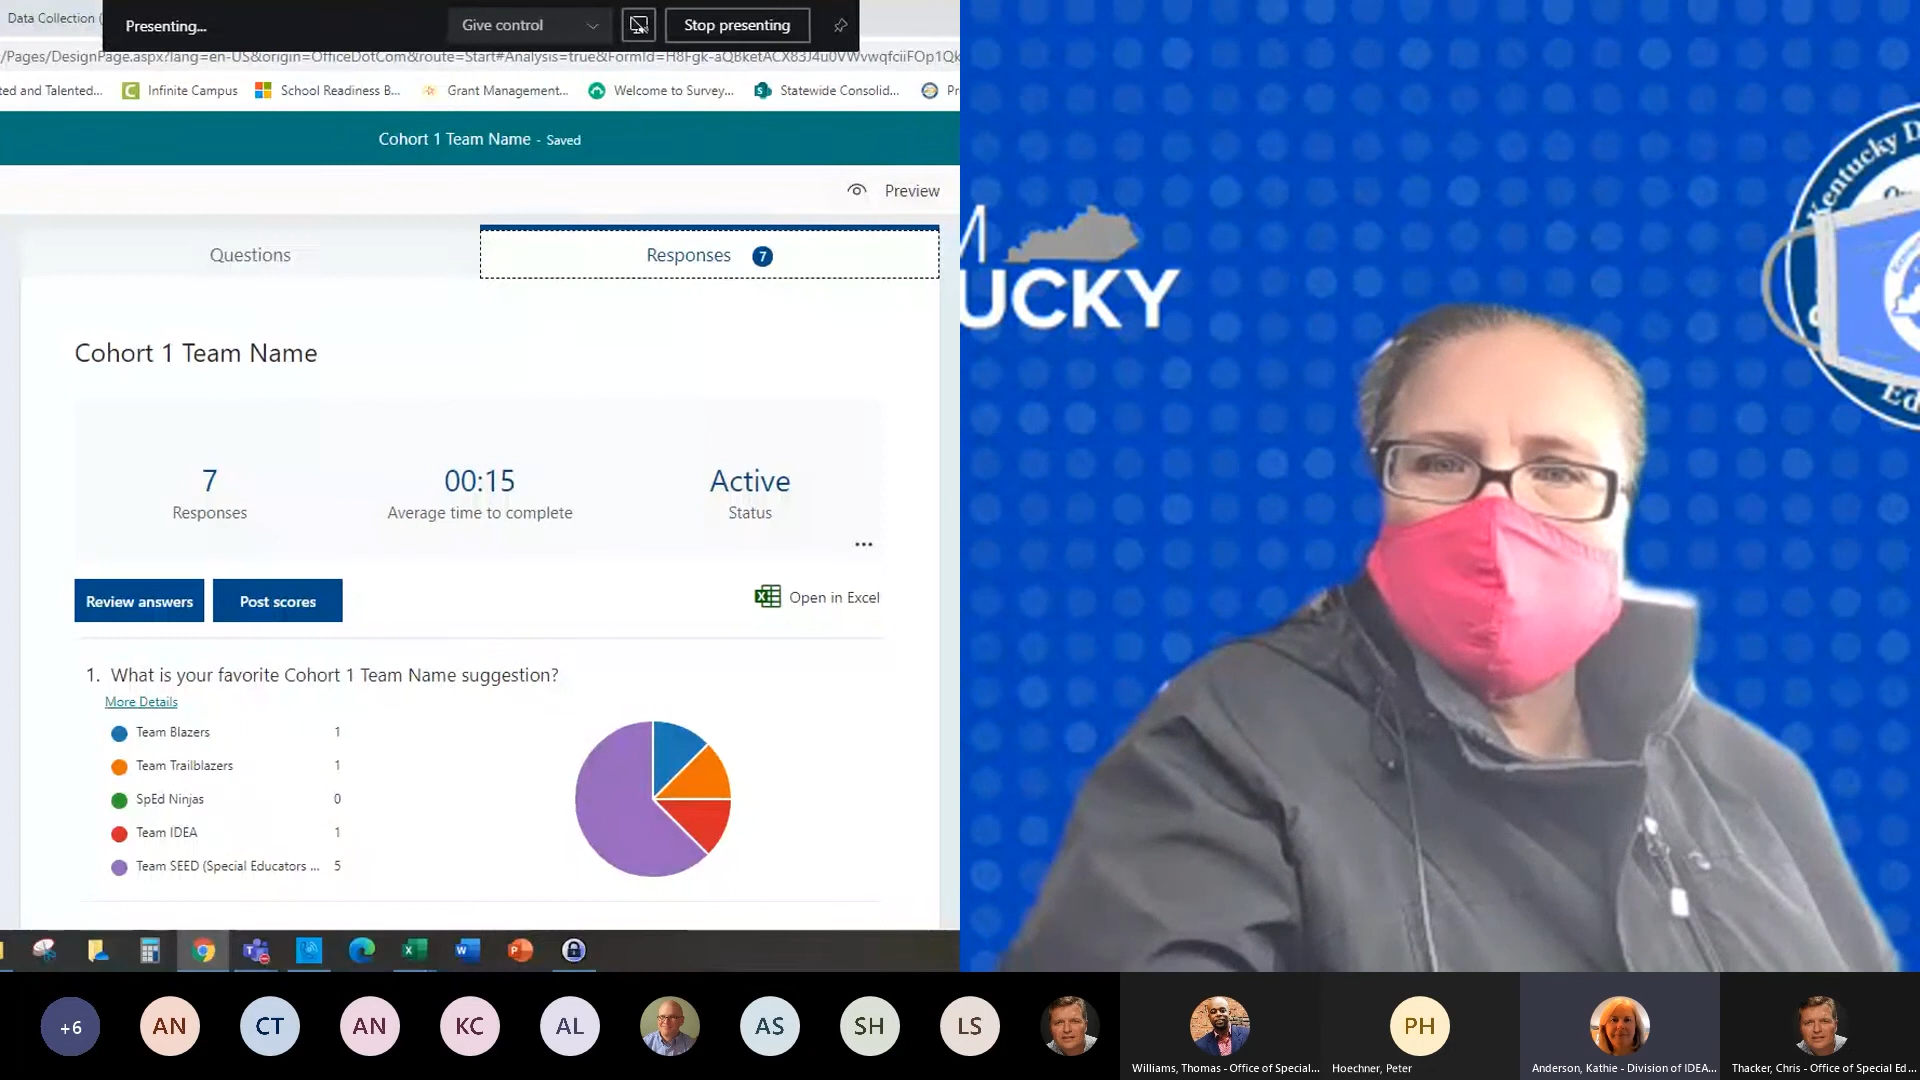 Data Collection (
Presenting...
Give control
Stop presenting
/Pages/DesignPage.aspx?lang=en-US&origin=OfficeDotCom&route=Start#Analysis=true&FormId=
ted and Talented...
Infinite Campus
School Readiness B...
Grant Management...
Welcome to Survey...
Statewide Consolid...
Pr
Cohort 1 Team Name - Saved
Preview
Questions
Responses 7
Cohort 1 Team Name
7
Responses
00:15
Average time to complete
Active
Status
...
Review answers
Post scores
Open in Excel
1. What is your favorite Cohort 1 Team Name suggestion?
More Details
Team Blazers 1
Team Trailblazers 1
SpEd Ninjas 0
Team IDEA 1
Team SEED (Special Educators ... 5
M
UCKY
Kentucky D
Ed
+6
AN
CT
AN
KC
AL
AS
SH
LS
PH
Williams, Thomas - Office of Special...
Hoechner, Peter
Anderson, Kathie - Division of IDEA...
Thacker, Chris - Office of Special Ed ...